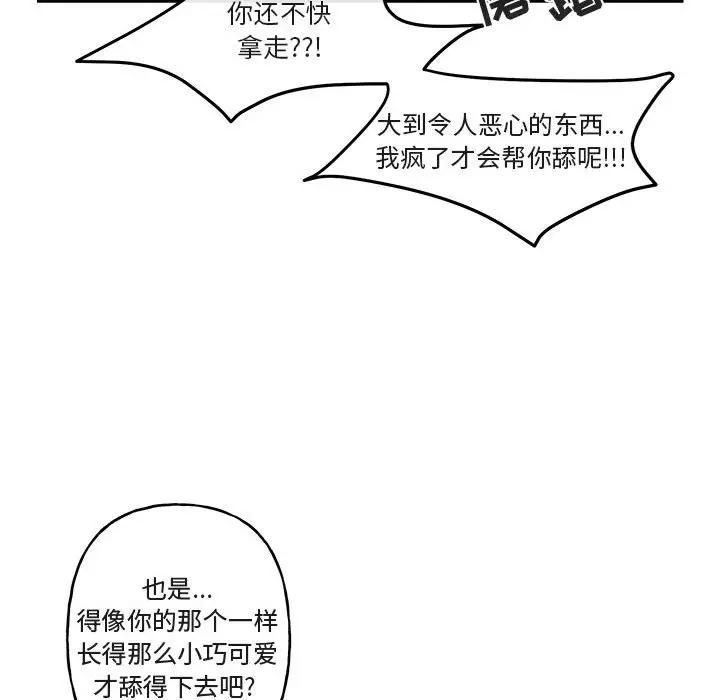 你还不快
拿走??!
大到令人恶心的东西...
我疯了才会帮你舔呢!!!
也是...
得像你的那个一样
长得那么小巧可爱
才舔得下去吧?